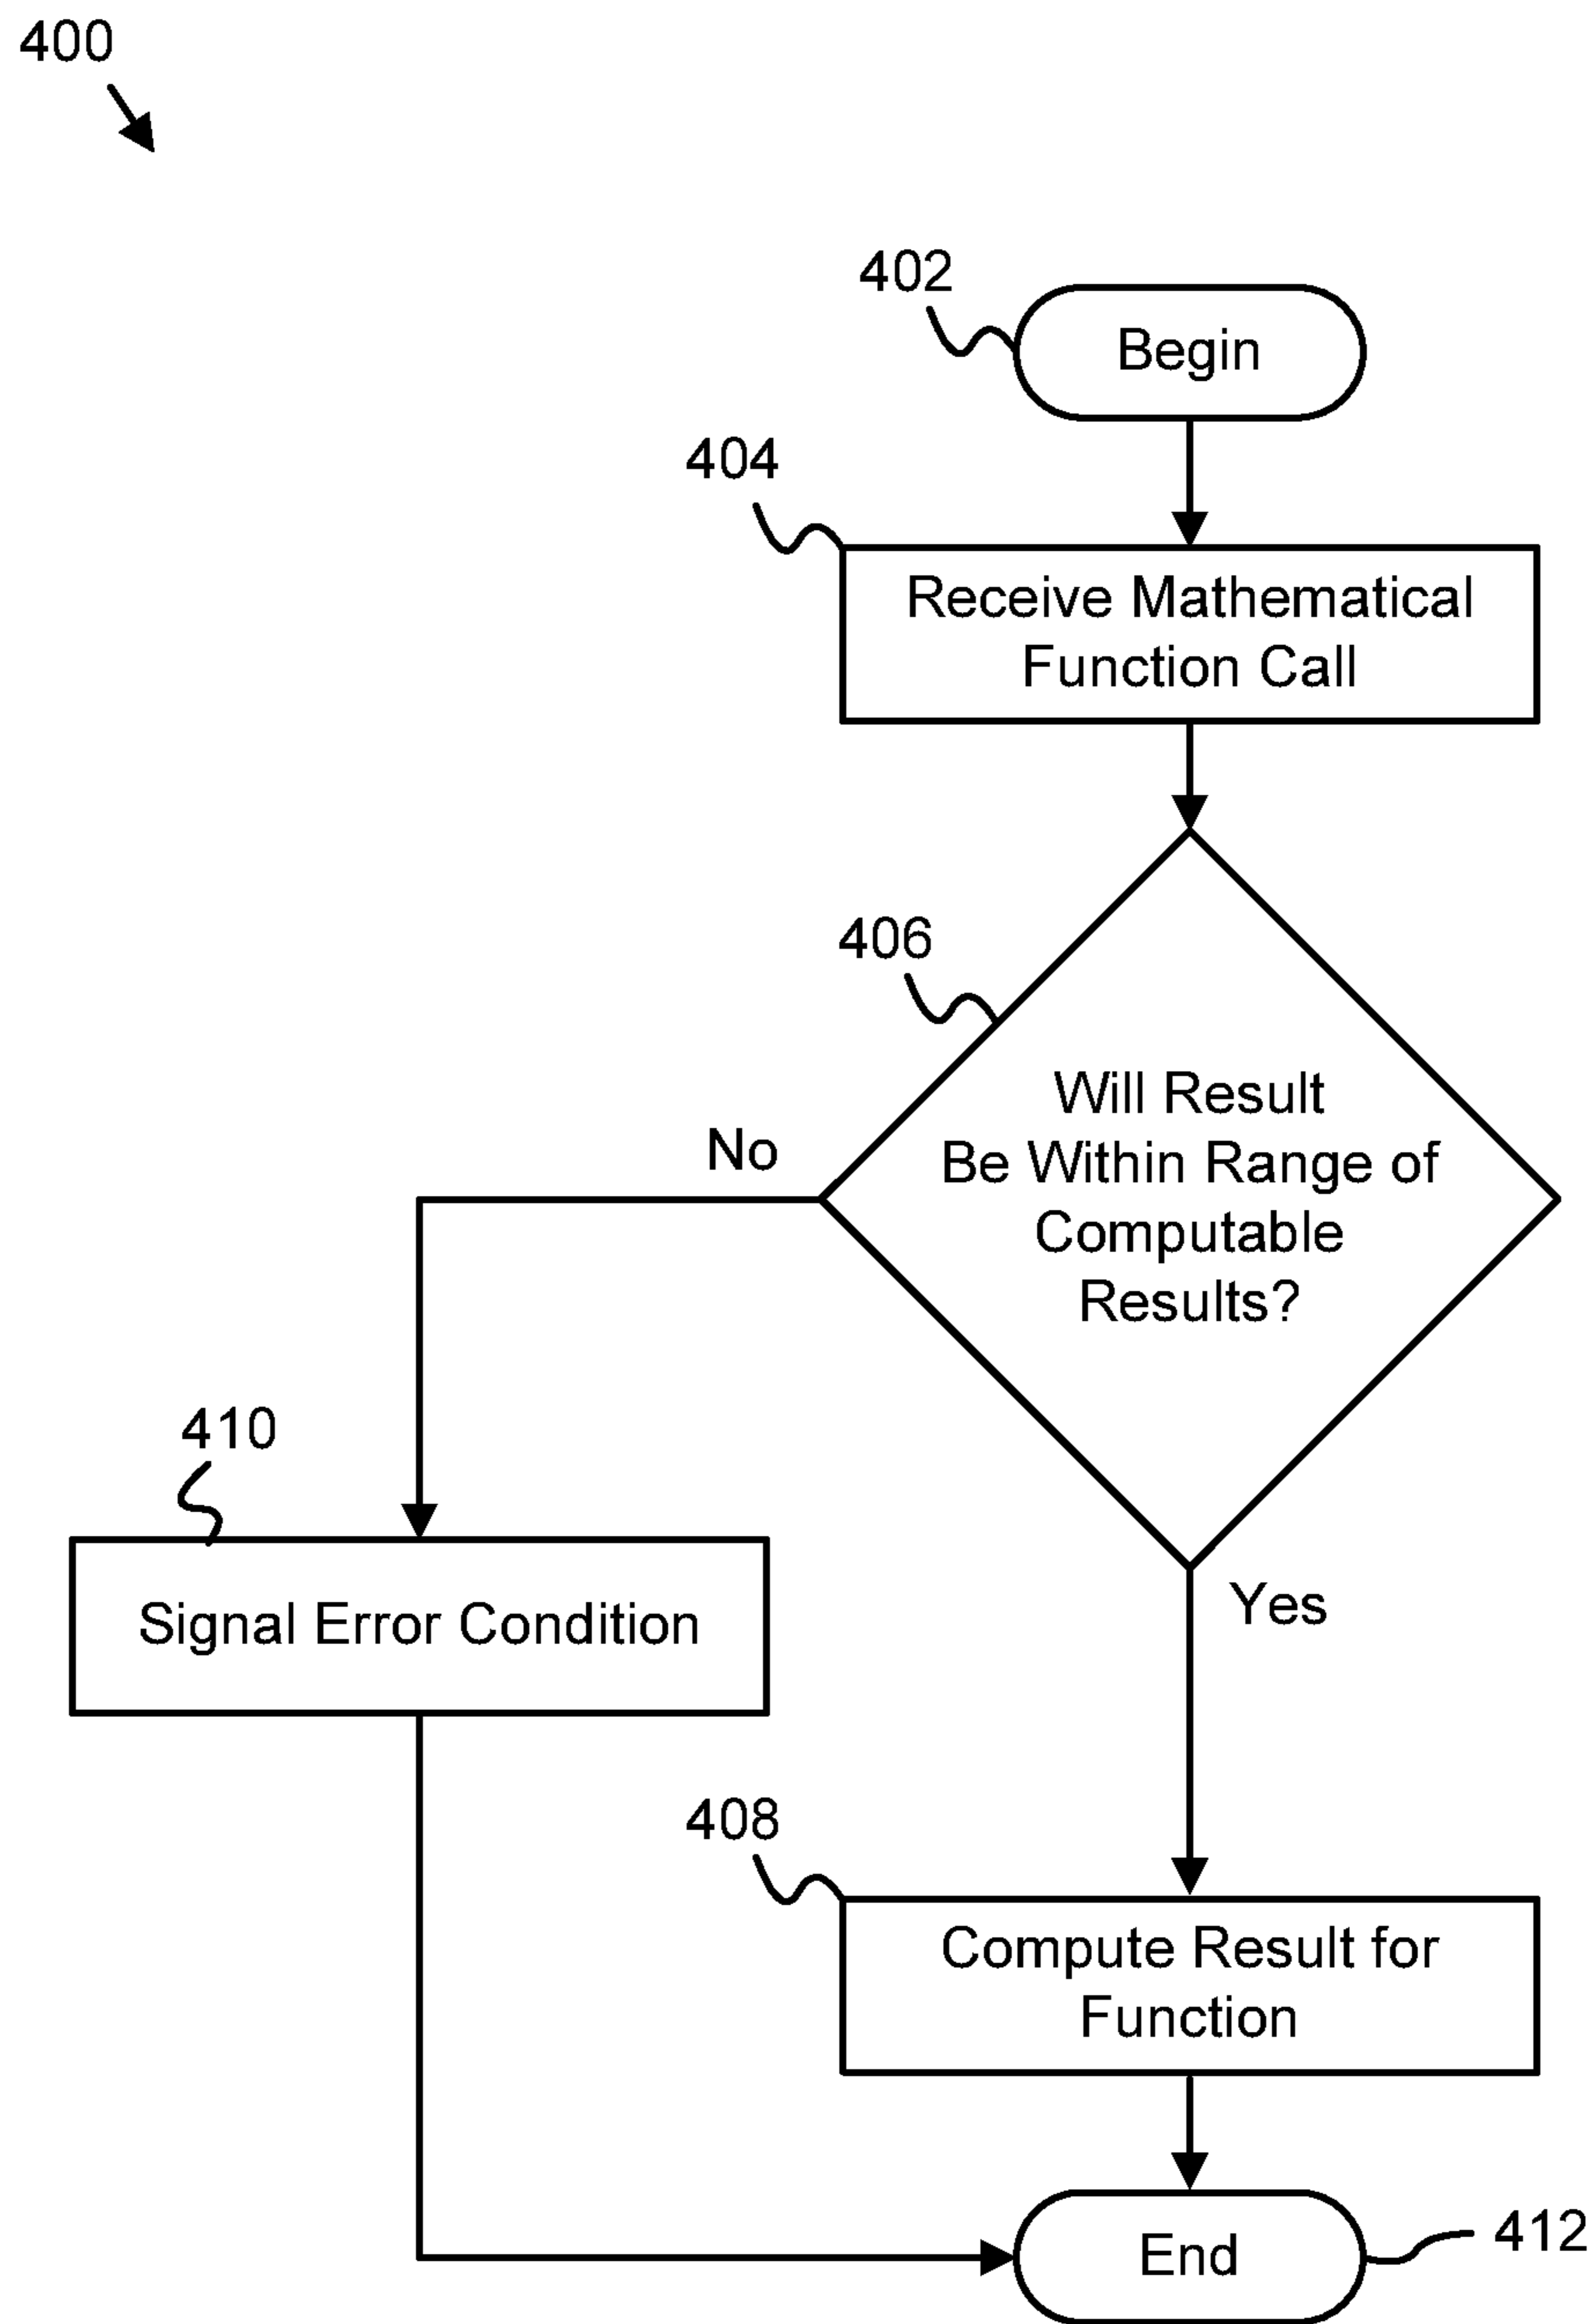 400
402
Begin
404
Receive Mathematical
Function Call
406
Will Result
Be Within Range of
Computable
Results?
No
410
Signal Error Condition
Yes
408
Compute Result for
Function
End
412